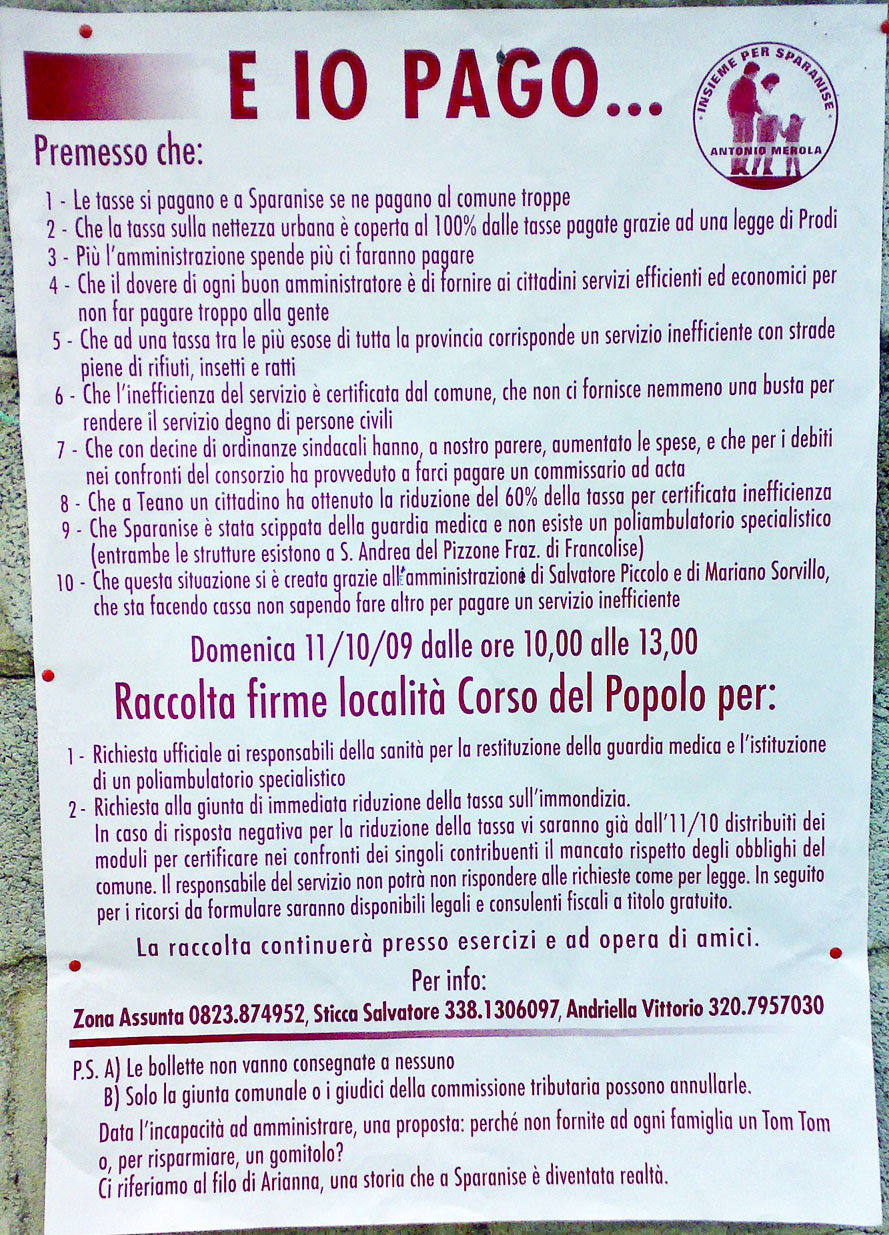 E IO PAGO...
INSIEME PER SPARANISE
ANTONIO MEROLA
Premesso che:
1 - Le tasse si pagano e a Sparanise se ne pagano al comune troppe
2 - Che la tassa sulla nettezza urbana è coperta al 100% dalle tasse pagate grazie ad una legge di Prodi
3 - Più l'amministrazione spende più ci faranno pagare
4 - Che il dovere di ogni buon amministratore è di fornire ai cittadini servizi efficienti ed economici per
non far pagare troppo alla gente
5 - Che ad una tassa tra le più esose di tutta la provincia corrisponde un servizio inefficiente con strade
piene di rifiuti, insetti e ratti
6 - Che l'inefficienza del servizio è certificata dal comune, che non ci fornisce nemmeno una busta per
rendere il servizio degno di persone civili
7 - Che con decine di ordinanze sindacali hanno, a nostro parere, aumentato le spese, e che per i debiti
nei confronti del consorzio ha provveduto a farci pagare un commissario ad acta
8 - Che a Teano un cittadino ha ottenuto la riduzione del 60% della tassa per certificata inefficienza
9 - Che Sparanise è stata scippata della guardia medica e non esiste un poliambulatorio specialistico
(entrambe le strutture esistono a S. Andrea del Pizzone Fraz. di Francolise)
10 - Che questa situazione si è creata grazie all'amministrazione di Salvatore Piccolo e di Mariano Sorvillo,
che sta facendo cassa non sapendo fare altro per pagare un servizio inefficiente
Domenica 11/10/09 dalle ore 10,00 alle 13,00
Raccolta firme località Corso del Popolo per:
1 - Richiesta ufficiale ai responsabili della sanità per la restituzione della guardia medica e l'istituzione
di un poliambulatorio specialistico
2 - Richiesta alla giunta di immediata riduzione della tassa sull'immondizia.
In caso di risposta negativa per la riduzione della tassa vi saranno già dall'11/10 distribuiti dei
moduli per certificare nei confronti dei singoli contribuenti il mancato rispetto degli obblighi del
comune. Il responsabile del servizio non potrà non rispondere alle richieste come per legge. In seguito
per i ricorsi da formulare saranno disponibili legali e consulenti fiscali a titolo gratuito.
La raccolta continuerà presso esercizi e ad opera di amici.
Per info:
Zona Assunta 0823.874952, Sticca Salvatore 338.1306097, Andriella Vittorio 320.7957030
P.S. A) Le bollette non vanno consegnate a nessuno
B) Solo la giunta comunale o i giudici della commissione tributaria possono annullarle.
Data l'incapacità ad amministrare, una proposta: perché non fornite ad ogni famiglia un Tom Tom
o, per risparmiare, un gomitolo?
Ci riferiamo al filo di Arianna, una storia che a Sparanise è diventata realtà.